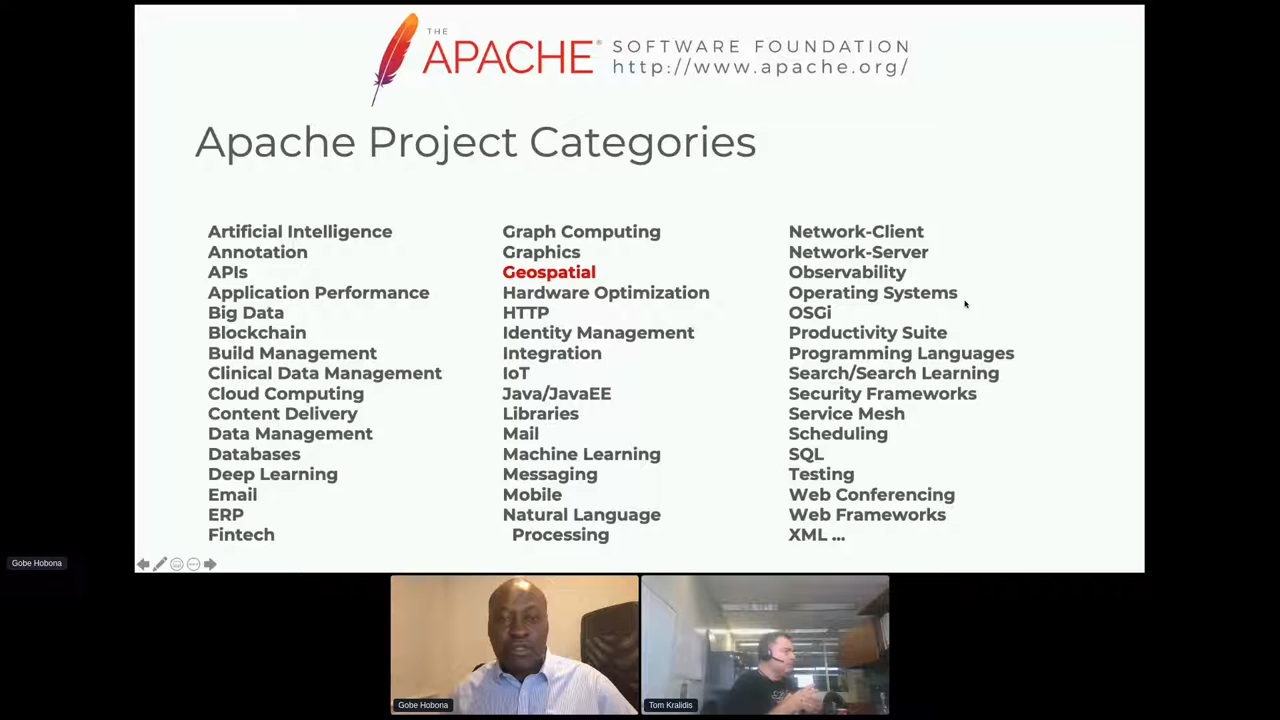 THE
APACHE® SOFTWARE FOUNDATION
http://www.apache.org/
Apache Project Categories
Artificial Intelligence
Annotation
APIs
Application Performance
Big Data
Blockchain
Build Management
Clinical Data Management
Cloud Computing
Content Delivery
Data Management
Databases
Deep Learning
Email
ERP
Fintech
Graph Computing
Graphics
Geospatial
Hardware Optimization
HTTP
Identity Management
Integration
IoT
Java/JavaEE
Libraries
Mail
Machine Learning
Messaging
Mobile
Natural Language
Processing
Network-Client
Network-Server
Observability
Operating Systems
OSGi
Productivity Suite
Programming Languages
Search/Search Learning
Security Frameworks
Service Mesh
Scheduling
SQL
Testing
Web Conferencing
Web Frameworks
XML ...
Gobe Hobona
Gobe Hobona
Tom Kralidis